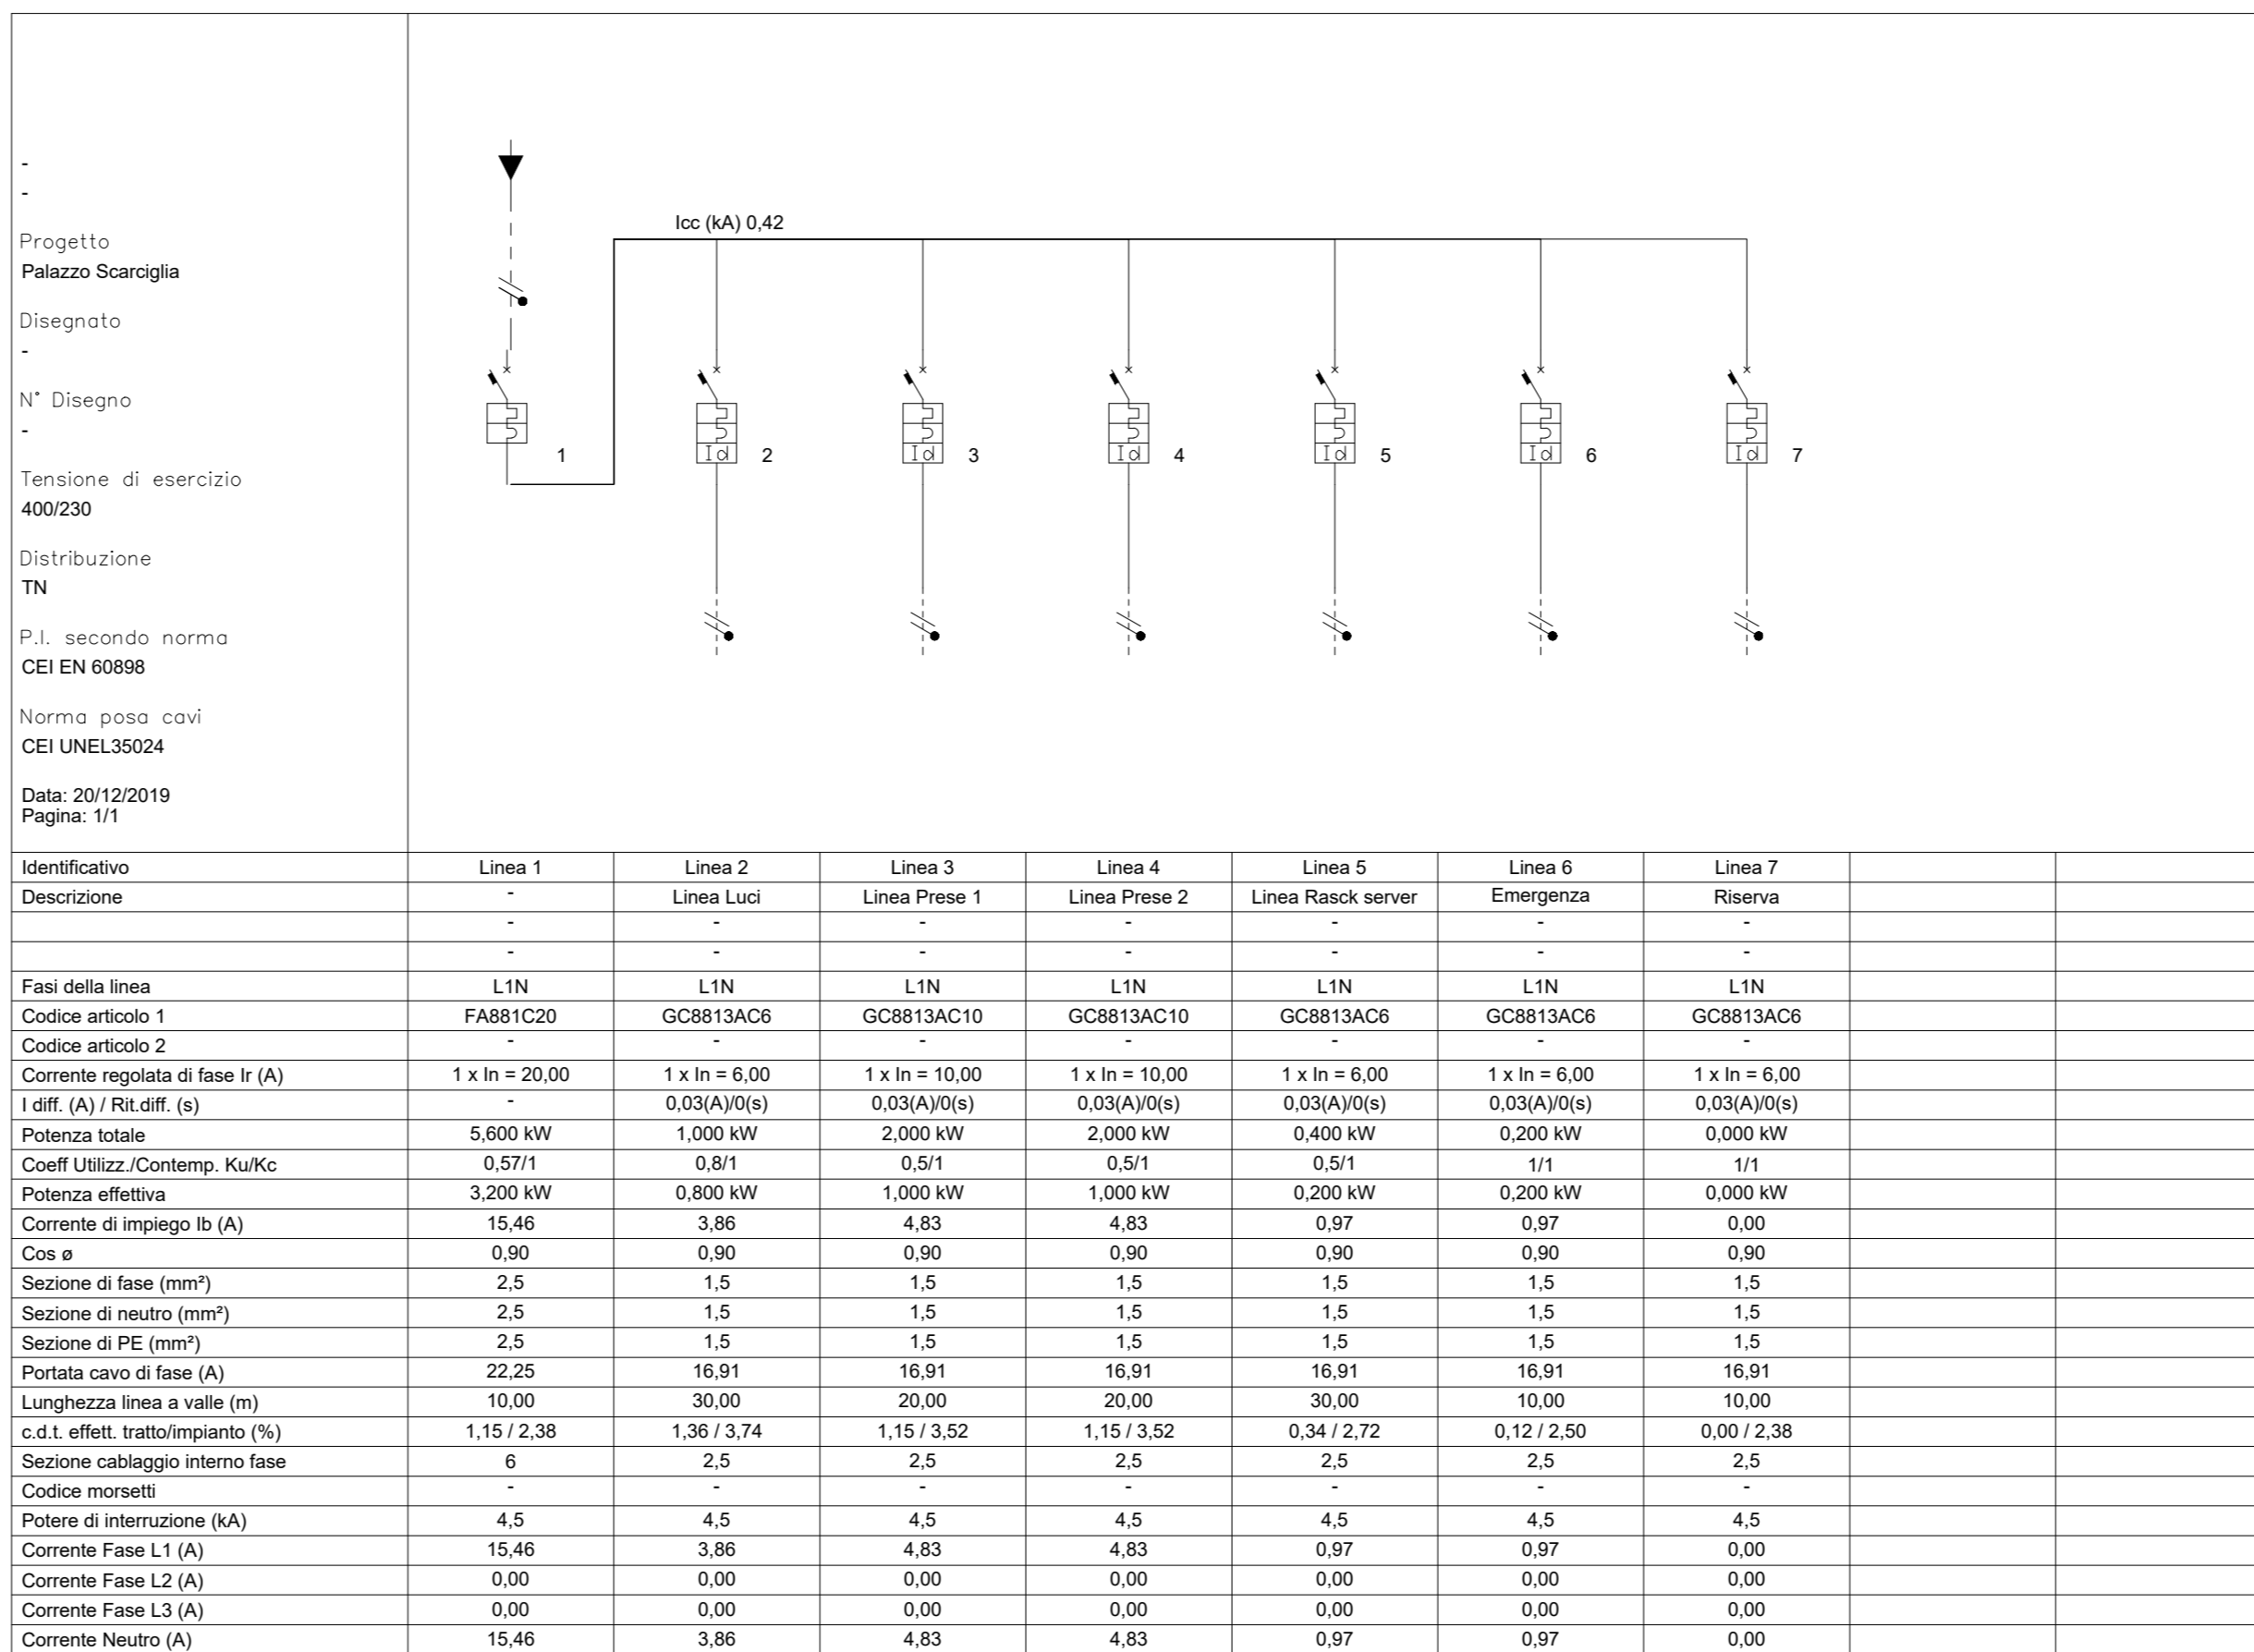 -
-
Progetto
Palazzo Scarciglia
Disegnato
-
N° Disegno
-
Tensione di esercizio
400/230
Distribuzione
TN
P.I. secondo norma
CEI EN 60898
Norma posa cavi
CEI UNEL35024
Data: 20/12/2019
Pagina: 1/1
Icc (kA) 0,42
1
Id 2
Id 3
Id 4
Id 5
Id 6
Id 7
Identificativo Linea 1 Linea 2 Linea 3 Linea 4 Linea 5 Linea 6 Linea 7
Descrizione - Linea Luci Linea Prese 1 Linea Prese 2 Linea Rasck server Emergenza Riserva
- - - - - - -
- - - - - - -
Fasi della linea L1N L1N L1N L1N L1N L1N L1N
Codice articolo 1 FA881C20 GC8813AC6 GC8813AC10 GC8813AC10 GC8813AC6 GC8813AC6 GC8813AC6
Codice articolo 2 - - - - - - -
Corrente regolata di fase Ir (A) 1 x In = 20,00 1 x In = 6,00 1 x In = 10,00 1 x In = 10,00 1 x In = 6,00 1 x In = 6,00 1 x In = 6,00
I diff. (A) / Rit.diff. (s) - 0,03(A)/0(s) 0,03(A)/0(s) 0,03(A)/0(s) 0,03(A)/0(s) 0,03(A)/0(s) 0,03(A)/0(s)
Potenza totale 5,600 kW 1,000 kW 2,000 kW 2,000 kW 0,400 kW 0,200 kW 0,000 kW
Coeff Utilizz./Contemp. Ku/Kc 0,57/1 0,8/1 0,5/1 0,5/1 0,5/1 1/1 1/1
Potenza effettiva 3,200 kW 0,800 kW 1,000 kW 1,000 kW 0,200 kW 0,200 kW 0,000 kW
Corrente di impiego Ib (A) 15,46 3,86 4,83 4,83 0,97 0,97 0,00
Cos ø 0,90 0,90 0,90 0,90 0,90 0,90 0,90
Sezione di fase (mm²) 2,5 1,5 1,5 1,5 1,5 1,5 1,5
Sezione di neutro (mm²) 2,5 1,5 1,5 1,5 1,5 1,5 1,5
Sezione di PE (mm²) 2,5 1,5 1,5 1,5 1,5 1,5 1,5
Portata cavo di fase (A) 22,25 16,91 16,91 16,91 16,91 16,91 16,91
Lunghezza linea a valle (m) 10,00 30,00 20,00 20,00 30,00 10,00 10,00
c.d.t. effett. tratto/impianto (%) 1,15 / 2,38 1,36 / 3,74 1,15 / 3,52 1,15 / 3,52 0,34 / 2,72 0,12 / 2,50 0,00 / 2,38
Sezione cablaggio interno fase 6 2,5 2,5 2,5 2,5 2,5 2,5
Codice morsetti - - - - - - -
Potere di interruzione (kA) 4,5 4,5 4,5 4,5 4,5 4,5 4,5
Corrente Fase L1 (A) 15,46 3,86 4,83 4,83 0,97 0,97 0,00
Corrente Fase L2 (A) 0,00 0,00 0,00 0,00 0,00 0,00 0,00
Corrente Fase L3 (A) 0,00 0,00 0,00 0,00 0,00 0,00 0,00
Corrente Neutro (A) 15,46 3,86 4,83 4,83 0,97 0,97 0,00